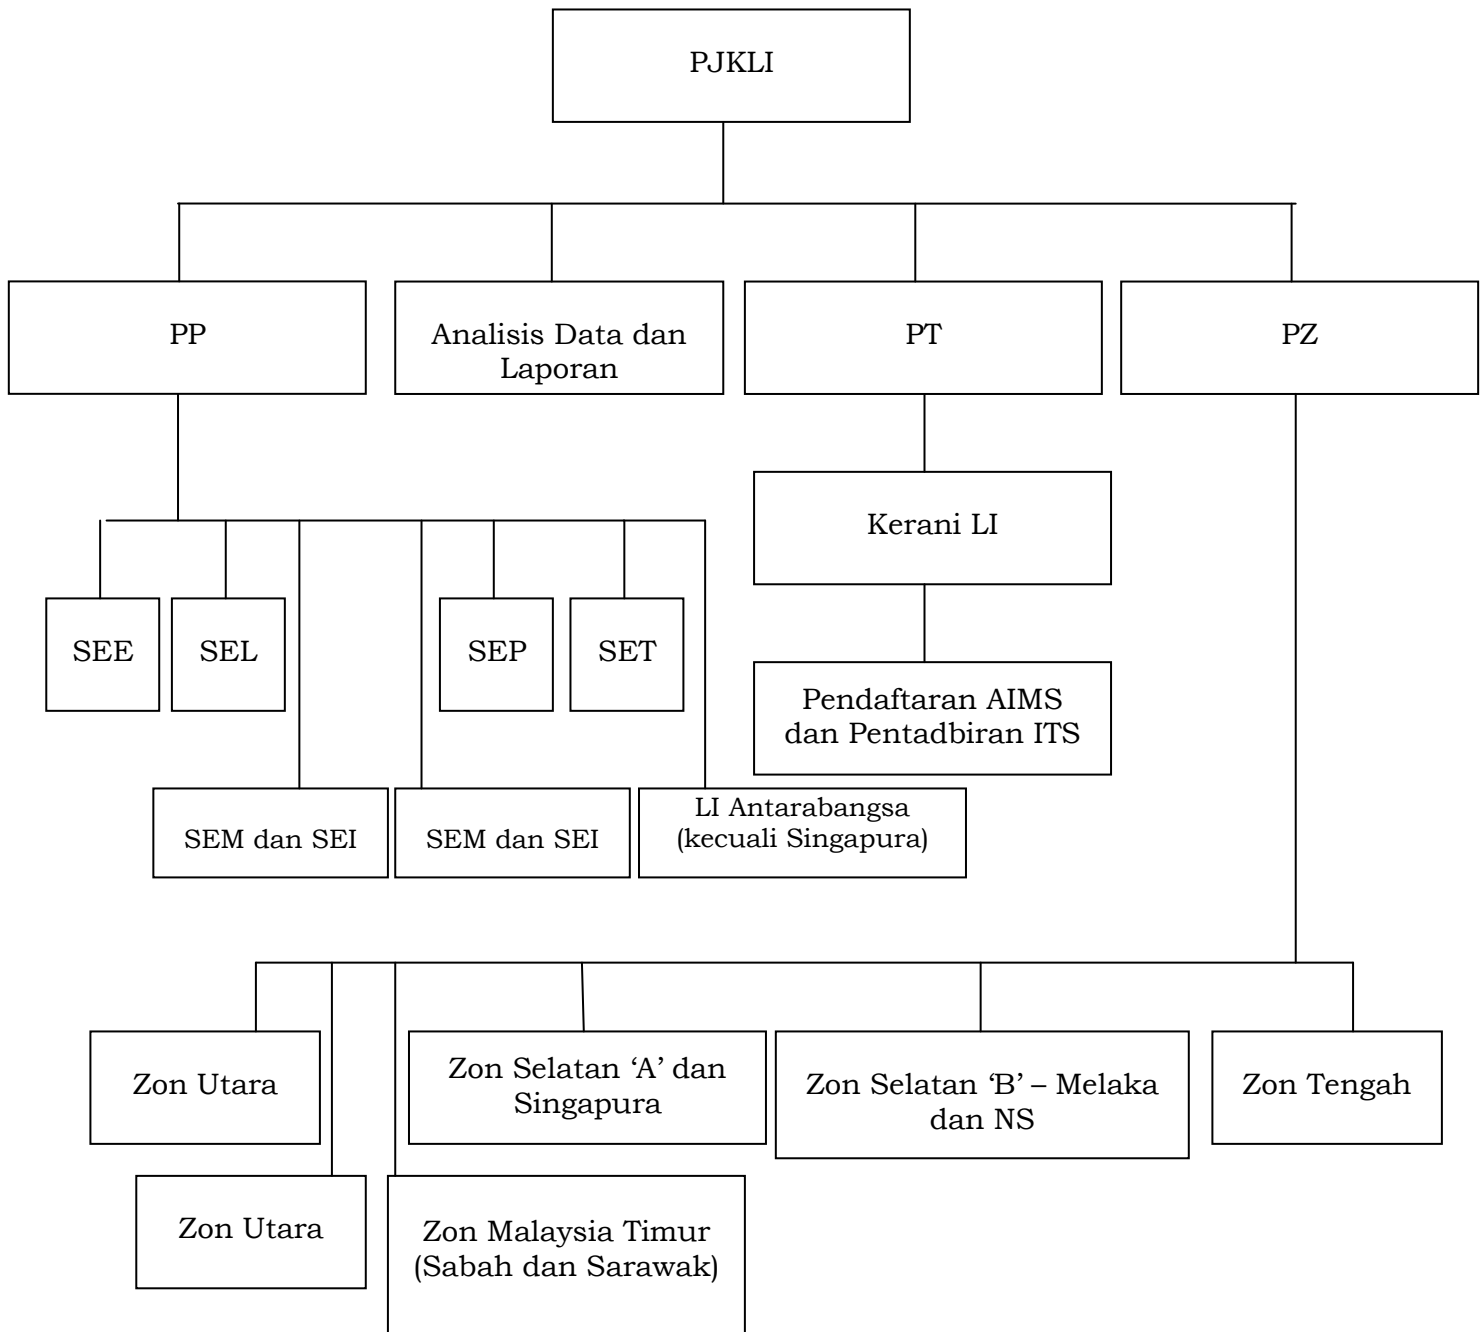 PJKLI
PP
Analisis Data dan
Laporan
PT
PZ
Kerani LI
SEE
SEL
SEP
SET
Pendaftaran AIMS
dan Pentadbiran ITS
SEM dan SEI
SEM dan SEI
LI Antarabangsa
(kecuali Singapura)
Zon Utara
Zon Selatan ‘A’ dan
Singapura
Zon Selatan ‘B’ – Melaka
dan NS
Zon Tengah
Zon Utara
Zon Malaysia Timur
(Sabah dan Sarawak)